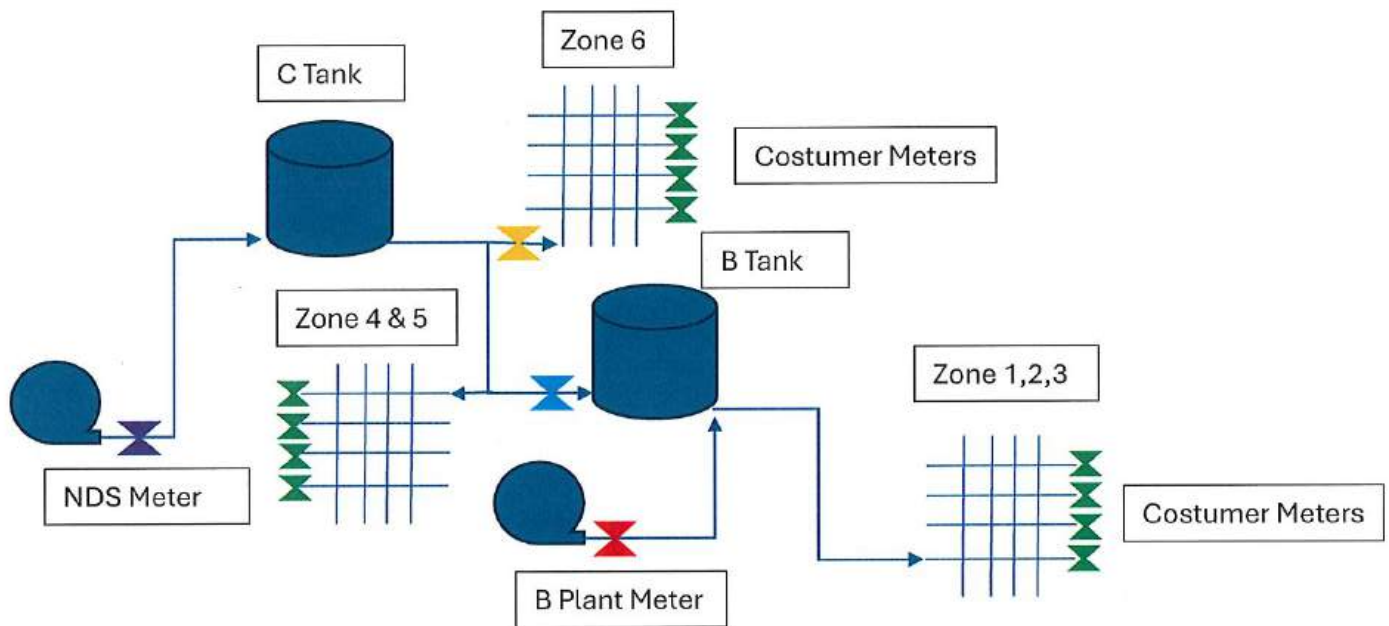 Zone 6
C Tank
Costumer Meters
B Tank
Zone 4 & 5
Zone 1,2,3
NDS Meter
Costumer Meters
B Plant Meter